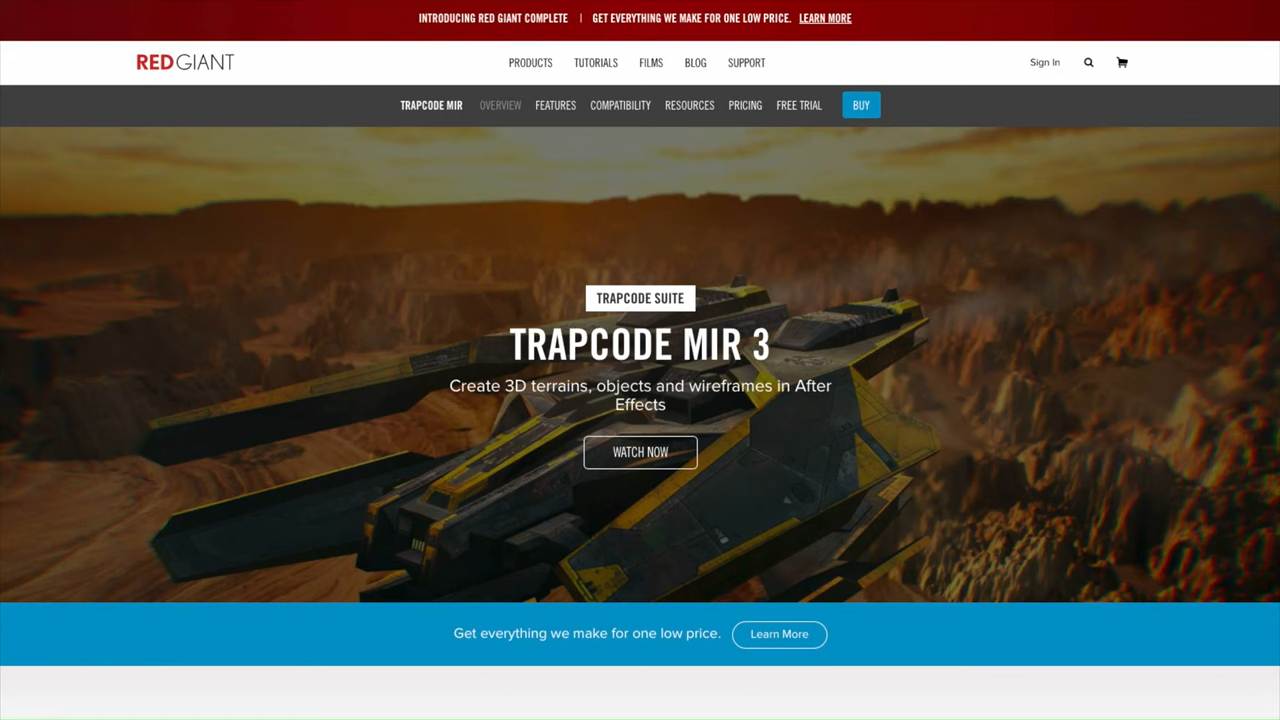 INTRODUCING RED GIANT COMPLETE | GET EVERYTHING WE MAKE FOR ONE LOW PRICE. LEARN MORE
REDGIANT PRODUCTS TUTORIALS FILMS BLOG SUPPORT Sign In
TRAPCODE MIR OVERVIEW FEATURES COMPATIBILITY RESOURCES PRICING FREE TRIAL BUY
TRAPCODE SUITE
TRAPCODE MIR 3
Create 3D terrains, objects and wireframes in After
Effects
WATCH NOW
Get everything we make for one low price. Learn More